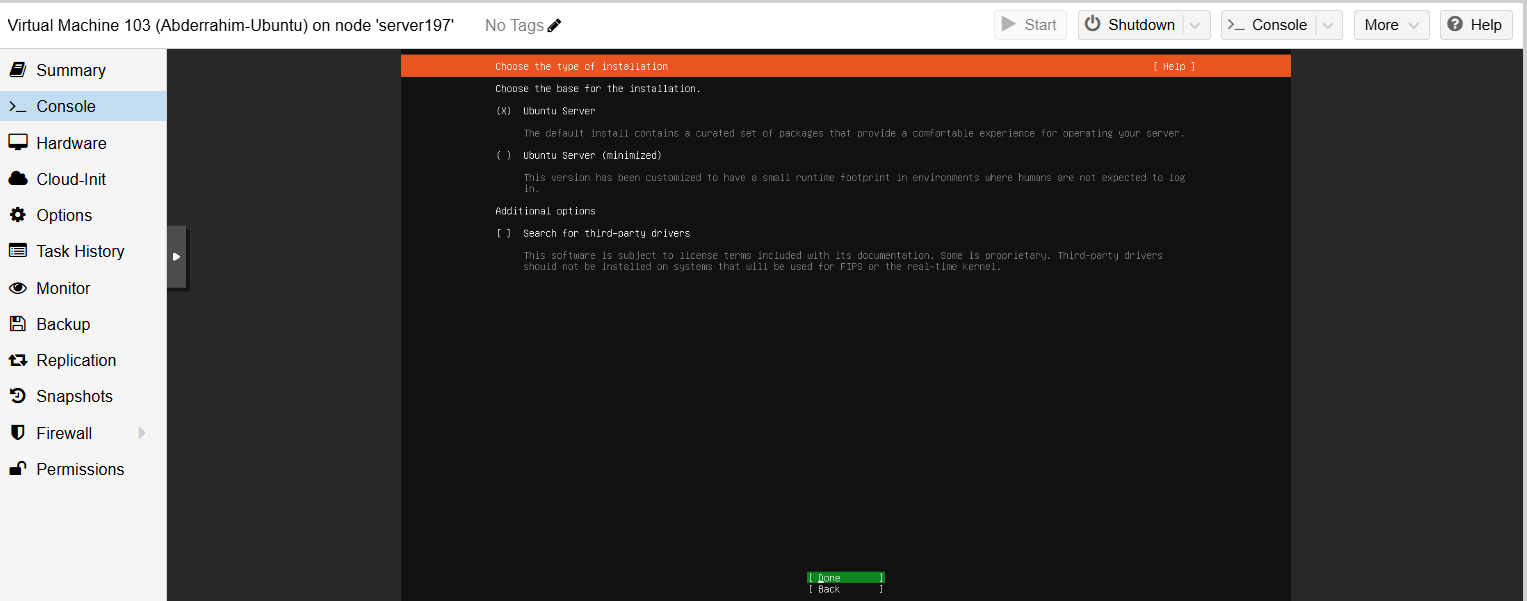 Virtual Machine 103 (Abderrahim-Ubuntu) on node 'server197' No Tags Start Shutdown >_ Console More Help
Summary
>_ Console
Hardware
Cloud-Init
Options
Task History
Monitor
Backup
Replication
Snapshots
Firewall
Permissions
Choose the type of installation [ Help ]
Choose the base for the installation.
(X) Ubuntu Server
The default install contains a curated set of packages that provide a comfortable experience for operating your server.
( ) Ubuntu Server (minimized)
This version has been customized to have a small runtime footprint in environments where humans are not expected to log
in.
Additional options
[ ] Search for third-party drivers
This software is subject to license terms included with its documentation. Some is proprietary. Third-party drivers
should not be installed on systems that will be used for FIPS or the real-time kernel.
[ Done ]
[ Back ]